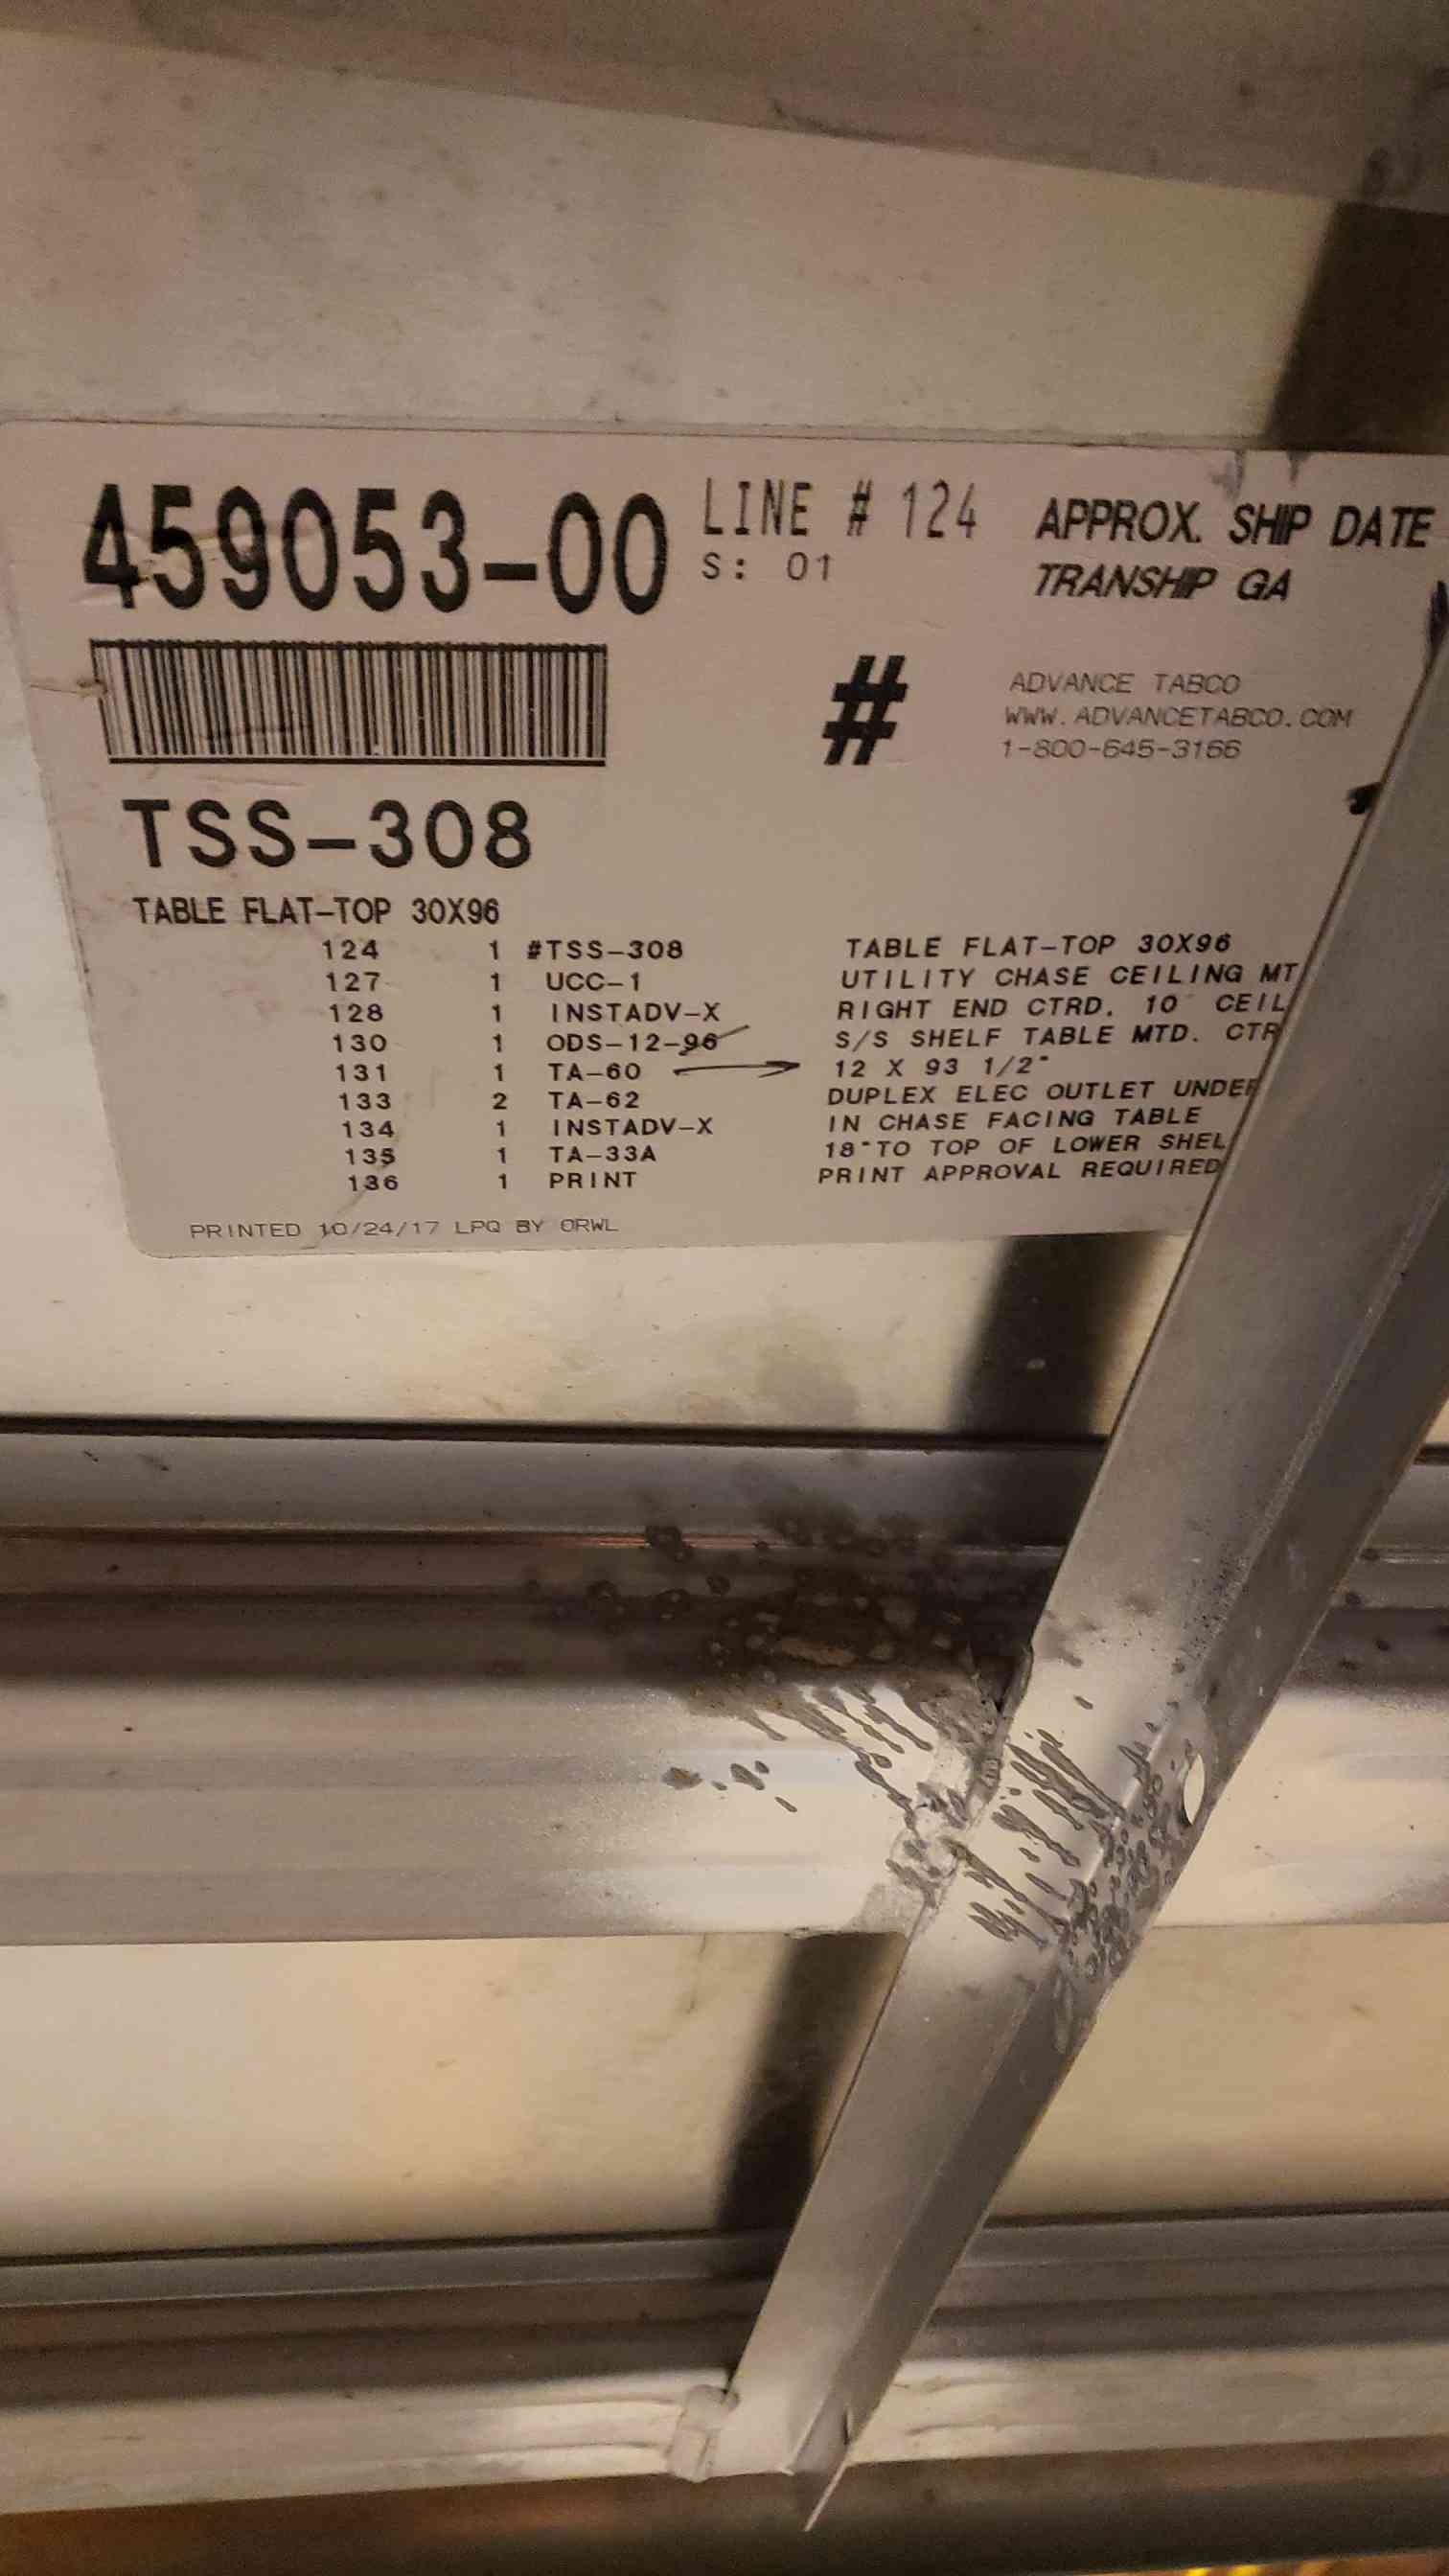 459053-00 LINE # 124 APPROX. SHIP DATE
S: 01 TRANSHIP GA
# ADVANCE TABCO
WWW.ADVANCETABCO.COM
1-800-645-3166
TSS-308
TABLE FLAT-TOP 30X96
124 1 #TSS-308 TABLE FLAT-TOP 30X96
127 1 UCC-1 UTILITY CHASE CEILING MT
128 1 INSTADV-X RIGHT END CTRD. 10" CEIL
130 1 ODS-12-96 S/S SHELF TABLE MTD. CTR
131 1 TA-60 12 X 93 1/2"
133 2 TA-62 DUPLEX ELEC OUTLET UNDER
134 1 INSTADV-X IN CHASE FACING TABLE
135 1 TA-33A 18"TO TOP OF LOWER SHEL
136 1 PRINT PRINT APPROVAL REQUIRED
PRINTED 10/24/17 LPQ BY ORWL